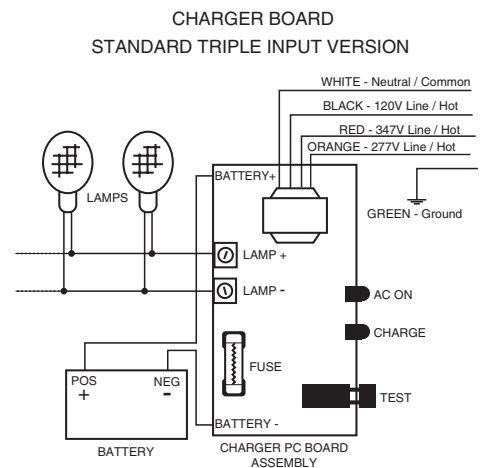 CHARGER BOARD
STANDARD TRIPLE INPUT VERSION
WHITE - Neutral / Common
BLACK - 120V Line / Hot
RED - 347V Line / Hot
ORANGE - 277V Line / Hot
BATTERY+
LAMPS
GREEN - Ground
LAMP +
LAMP -
AC ON
CHARGE
FUSE
POS
+
NEG
-
TEST
BATTERY -
BATTERY
CHARGER PC BOARD
ASSEMBLY